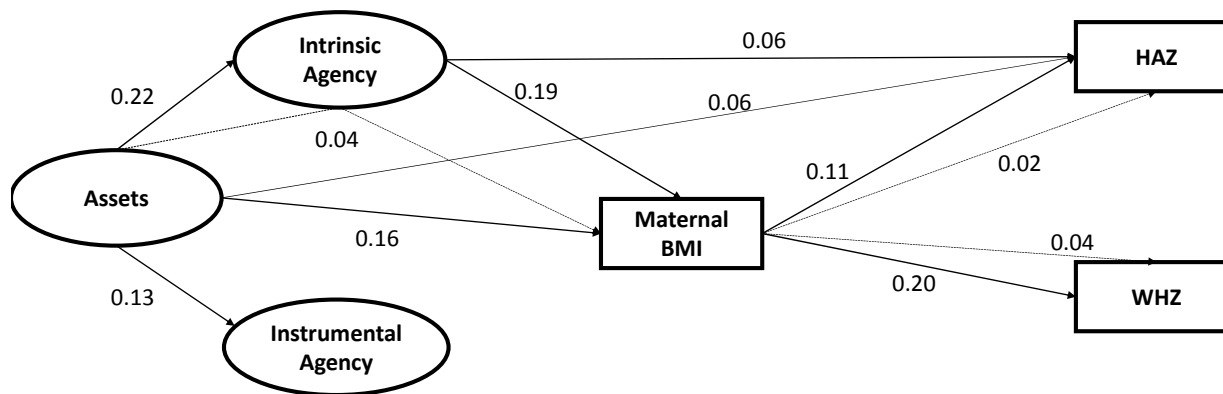 Intrinsic
Agency
0.06
HAZ
0.22
0.19
0.06
0.04
0.11
0.02
Assets
Maternal
BMI
0.16
0.04
0.20
WHZ
0.13
Instrumental
Agency